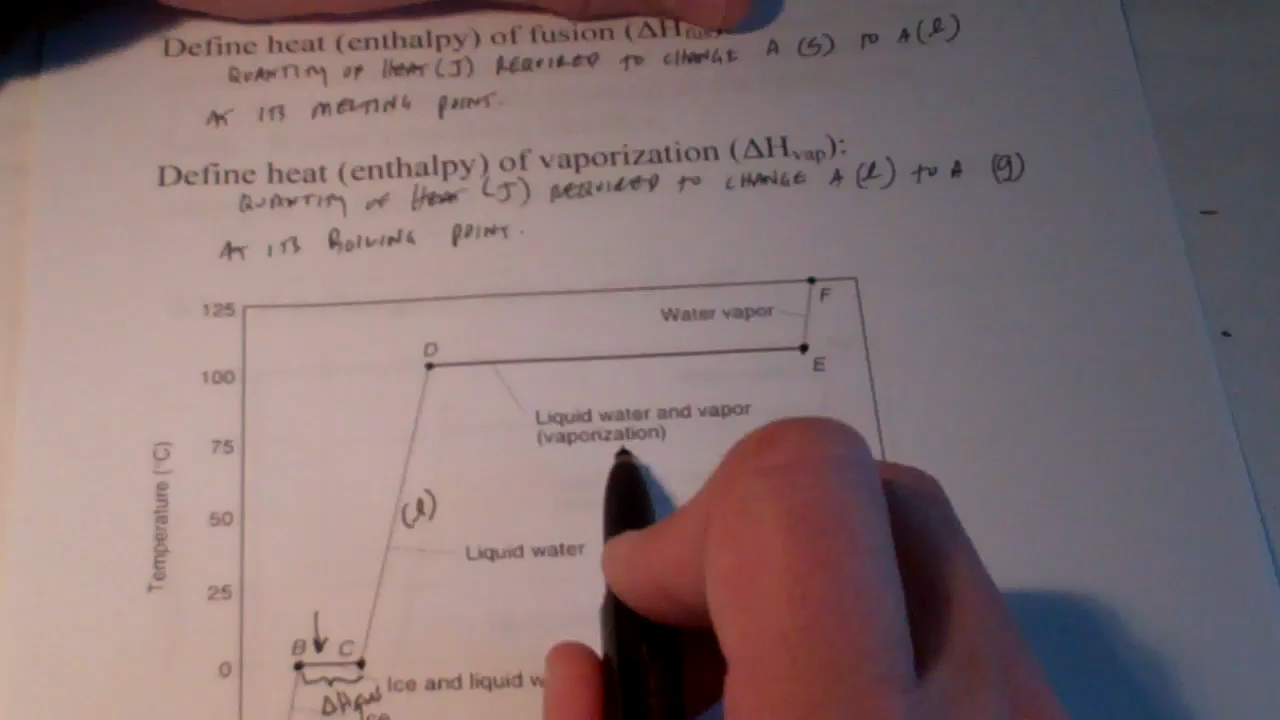 Define heat (enthalpy) of fusion (ΔHfus):
QUANTITY OF HEAT (J) REQUIRED TO CHANGE A (s) TO A (l)
AT ITS MELTING POINT.
Define heat (enthalpy) of vaporization (ΔHvap):
QUANTITY OF HEAT (J) REQUIRED TO CHANGE A (l) TO A (g)
AT ITS BOILING POINT.
125
F
Water vapor
D
E
100
Liquid water and vapor
(vaporization)
75
Temperature (°C)
(l)
50
Liquid water
25
B
C
0
Ice and liquid w
ΔHfus